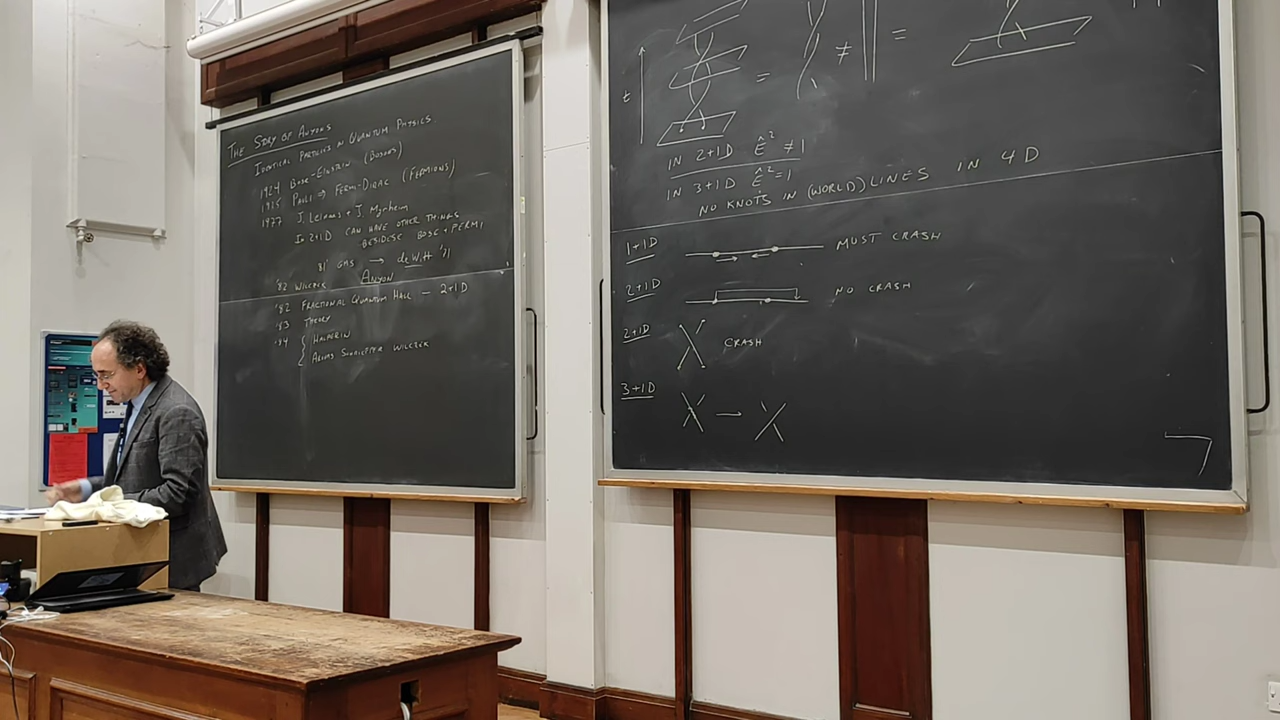 THE STORY OF ANYONS
IDENTICAL PARTICLES IN QUANTUM PHYSICS.
1924 BOSE-EINSTEIN (BOSONS)
1925 PAULI ⇒ FERMI-DIRAC (FERMIONS)
1977 J. Leinaas + J. Myrheim
IN 2+1D CAN HAVE OTHER THINGS
BESIDES BOSE + FERMI
81' GAS → deWitt '71
'82 WILCZEK ANYON
'82 FRACTIONAL QUANTUM HALL — 2+1D
'83 THEORY
'84 { HALPERIN
AROVAS SCHRIEFFER WILCZEK
t
= ≠ =
IN 2+1D Ê² ≠ 1
IN 3+1D Ê² = 1
NO KNOTS IN (WORLD) LINES IN 4D
1+1D MUST CRASH
2+1D NO CRASH
2+1D CRASH
3+1D →